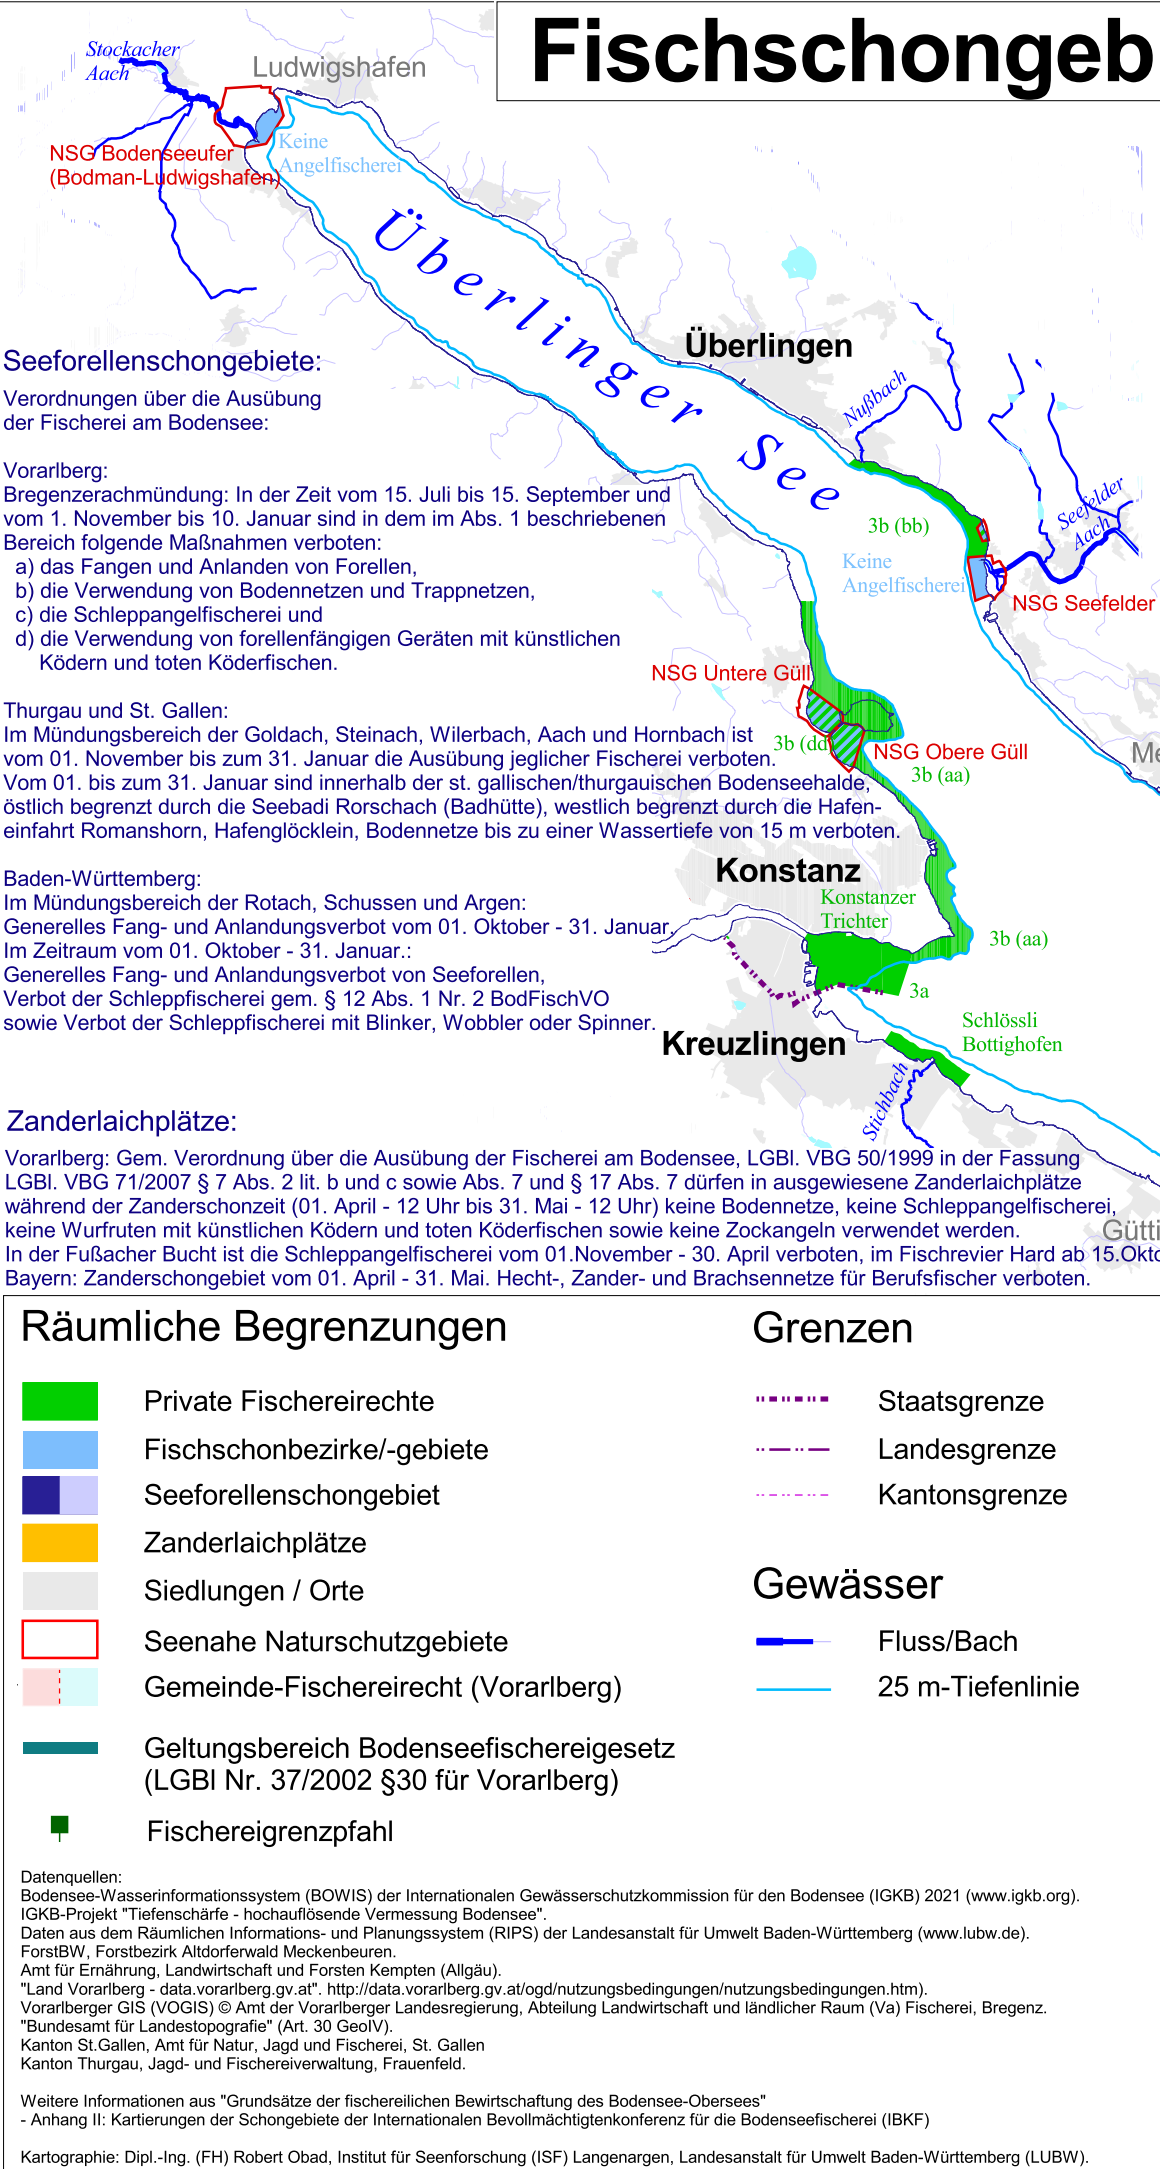 Fischschongeb
Stockacher
Aach
Ludwigshafen
NSG Bodenseeufer
(Bodman-Ludwigshafen)
Keine
Angelfischerei
Überlinger See
Überlingen
Nußbach
Seefelder
Aach
3b (bb)
Keine
Angelfischerei
NSG Seefelder
Seeforellenschongebiete:
Verordnungen über die Ausübung
der Fischerei am Bodensee:
Vorarlberg:
Bregenzerachmündung: In der Zeit vom 15. Juli bis 15. September und
vom 1. November bis 10. Januar sind in dem im Abs. 1 beschriebenen
Bereich folgende Maßnahmen verboten:
a) das Fangen und Anlanden von Forellen,
b) die Verwendung von Bodennetzen und Trappnetzen,
c) die Schleppangelfischerei und
d) die Verwendung von forellenfängigen Geräten mit künstlichen
Ködern und toten Köderfischen.
NSG Untere Güll
3b (dd)
NSG Obere Güll
3b (aa)
Me
Thurgau und St. Gallen:
Im Mündungsbereich der Goldach, Steinach, Wilerbach, Aach und Hornbach ist
vom 01. November bis zum 31. Januar die Ausübung jeglicher Fischerei verboten.
Vom 01. bis zum 31. Januar sind innerhalb der st. gallischen/thurgauischen Bodenseehalde,
östlich begrenzt durch die Seebadi Rorschach (Badhütte), westlich begrenzt durch die Hafen-
einfahrt Romanshorn, Hafenglöcklein, Bodennetze bis zu einer Wassertiefe von 15 m verboten.
Konstanz
Konstanzer
Trichter
3b (aa)
3a
Baden-Württemberg:
Im Mündungsbereich der Rotach, Schussen und Argen:
Generelles Fang- und Anlandungsverbot vom 01. Oktober - 31. Januar.
Im Zeitraum vom 01. Oktober - 31. Januar.:
Generelles Fang- und Anlandungsverbot von Seeforellen,
Verbot der Schleppfischerei gem. § 12 Abs. 1 Nr. 2 BodFischVO
sowie Verbot der Schleppfischerei mit Blinker, Wobbler oder Spinner.
Kreuzlingen
Schlössli
Bottighofen
Stichbach
Zanderlaichplätze:
Vorarlberg: Gem. Verordnung über die Ausübung der Fischerei am Bodensee, LGBl. VBG 50/1999 in der Fassung
LGBl. VBG 71/2007 § 7 Abs. 2 lit. b und c sowie Abs. 7 und § 17 Abs. 7 dürfen in ausgewiesene Zanderlaichplätze
während der Zanderschonzeit (01. April - 12 Uhr bis 31. Mai - 12 Uhr) keine Bodennetze, keine Schleppangelfischerei,
keine Wurfruten mit künstlichen Ködern und toten Köderfischen sowie keine Zockangeln verwendet werden.
Gütti
In der Fußacher Bucht ist die Schleppangelfischerei vom 01.November - 30. April verboten, im Fischrevier Hard ab 15.Okto
Bayern: Zanderschongebiet vom 01. April - 31. Mai. Hecht-, Zander- und Brachsennetze für Berufsfischer verboten.
Räumliche Begrenzungen
Private Fischereirechte
Fischschonbezirke/-gebiete
Seeforellenschongebiet
Zanderlaichplätze
Siedlungen / Orte
Seenahe Naturschutzgebiete
Gemeinde-Fischereirecht (Vorarlberg)
Geltungsbereich Bodenseefischereigesetz
(LGBl Nr. 37/2002 §30 für Vorarlberg)
Fischereigrenzpfahl
Grenzen
Staatsgrenze
Landesgrenze
Kantonsgrenze
Gewässer
Fluss/Bach
25 m-Tiefenlinie
Datenquellen:
Bodensee-Wasserinformationssystem (BOWIS) der Internationalen Gewässerschutzkommission für den Bodensee (IGKB) 2021 (www.igkb.org).
IGKB-Projekt "Tiefenschärfe - hochauflösende Vermessung Bodensee".
Daten aus dem Räumlichen Informations- und Planungssystem (RIPS) der Landesanstalt für Umwelt Baden-Württemberg (www.lubw.de).
ForstBW, Forstbezirk Altdorferwald Meckenbeuren.
Amt für Ernährung, Landwirtschaft und Forsten Kempten (Allgäu).
"Land Vorarlberg - data.vorarlberg.gv.at". http://data.vorarlberg.gv.at/ogd/nutzungsbedingungen/nutzungsbedingungen.htm).
Vorarlberger GIS (VOGIS) © Amt der Vorarlberger Landesregierung, Abteilung Landwirtschaft und ländlicher Raum (Va) Fischerei, Bregenz.
"Bundesamt für Landestopografie" (Art. 30 GeoIV).
Kanton St.Gallen, Amt für Natur, Jagd und Fischerei, St. Gallen
Kanton Thurgau, Jagd- und Fischereiverwaltung, Frauenfeld.
Weitere Informationen aus "Grundsätze der fischereilichen Bewirtschaftung des Bodensee-Obersees"
- Anhang II: Kartierungen der Schongebiete der Internationalen Bevollmächtigtenkonferenz für die Bodenseefischerei (IBKF)
Kartographie: Dipl.-Ing. (FH) Robert Obad, Institut für Seenforschung (ISF) Langenargen, Landesanstalt für Umwelt Baden-Württemberg (LUBW).